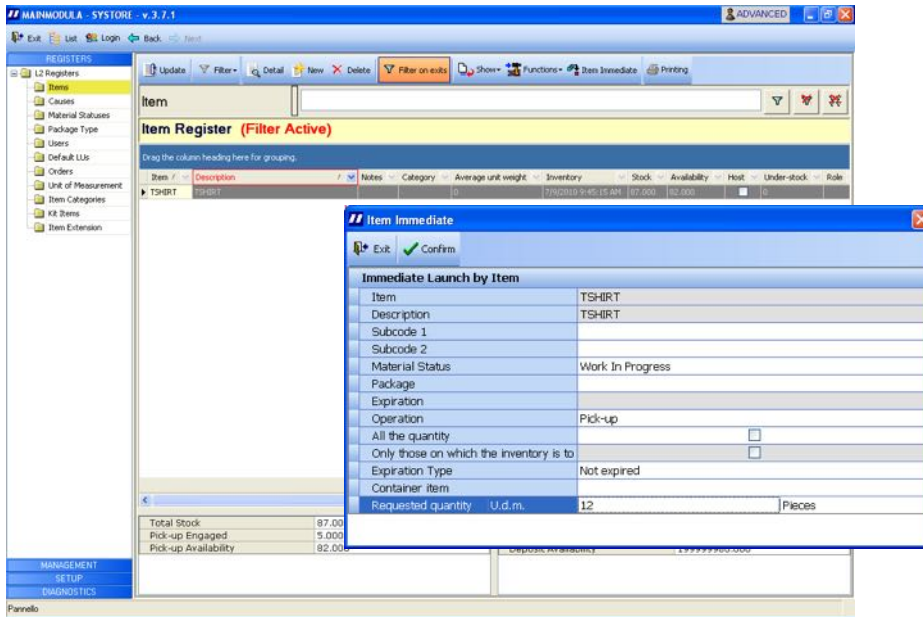 MAINMODULA - SYSTORE - v.3.7.1
ADVANCED
Exit List Login Back Next
REGISTERS
L2 Registers
Items
Causes
Material Statuses
Package Type
Users
Default LUs
Orders
Unit of Measurement
Item Categories
Kit Items
Item Extension
MANAGEMENT
SETUP
DIAGNOSTICS
Pannello
Update Filter Detail New Delete Filter on exits Show Functions Item Immediate Printing
Item
Item Register (Filter Active)
Drag the column heading here for grouping.
Item / Description / Notes Category Average unit weight Inventory Stock Availability Host Under-stock Role
TSHIRT TSHIRT 0 7/9/2010 9:45:15 AM 87.000 82.000 0
Total Stock 87.00
Pick-up Engaged 5.000
Pick-up Availability 82.000
Deposit Availability
Item Immediate
Exit Confirm
Immediate Launch by Item
Item TSHIRT
Description TSHIRT
Subcode 1
Subcode 2
Material Status Work In Progress
Package
Expiration
Operation Pick-up
All the quantity
Only those on which the inventory is to
Expiration Type Not expired
Container item
Requested quantity U.d.m. 12 Pieces